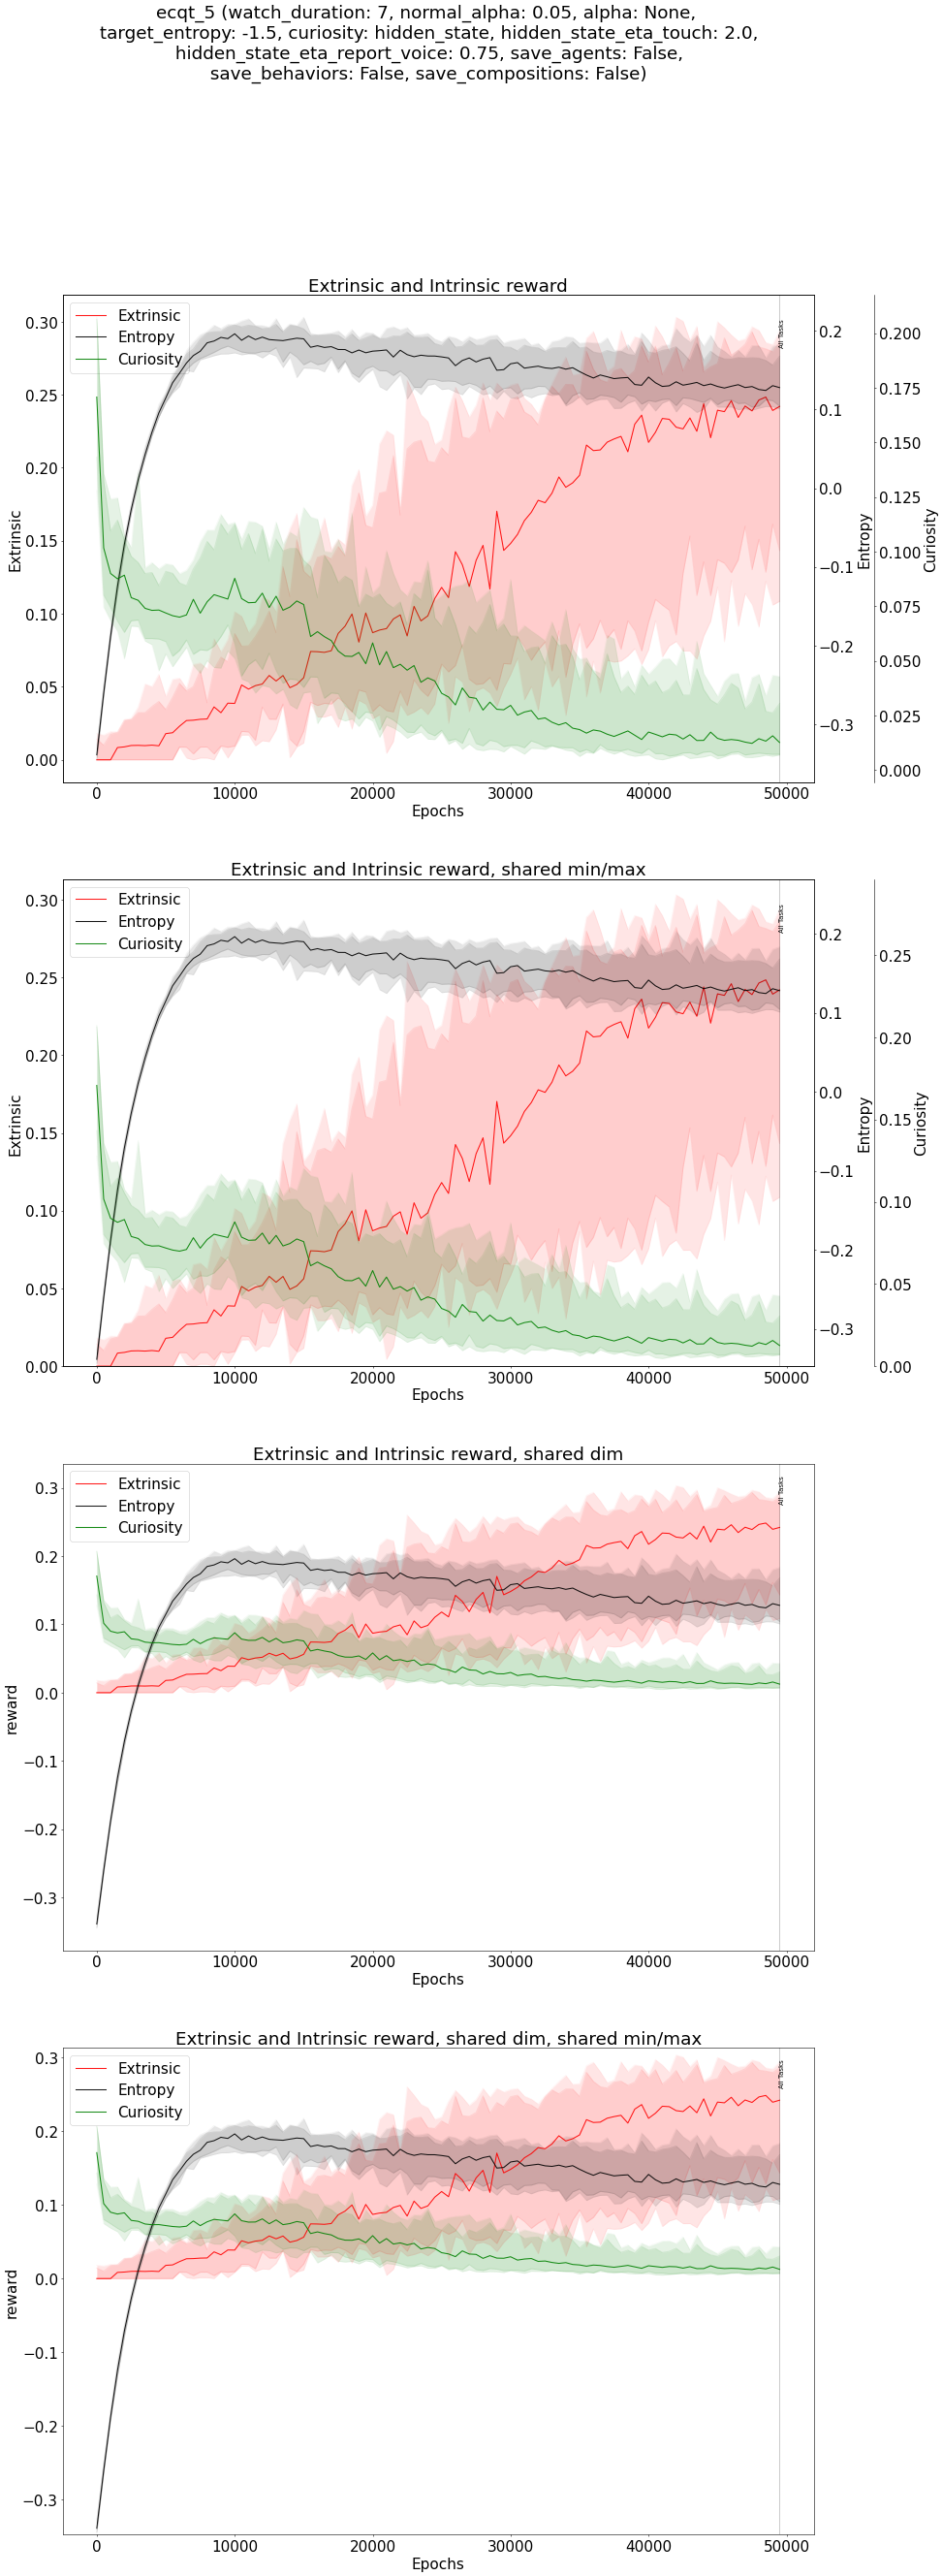 ecqt_5 (watch_duration: 7, normal_alpha: 0.05, alpha: None,
target_entropy: -1.5, curiosity: hidden_state, hidden_state_eta_touch: 2.0,
hidden_state_eta_report_voice: 0.75, save_agents: False,
save_behaviors: False, save_compositions: False)
Extrinsic and Intrinsic reward
Extrinsic
Entropy
Curiosity
All Tasks
0.30
0.25
0.20
0.15
0.10
0.05
0.00
Extrinsic
0.2
0.1
0.0
−0.1
−0.2
−0.3
Entropy
0.200
0.175
0.150
0.125
0.100
0.075
0.050
0.025
0.000
Curiosity
0 10000 20000 30000 40000 50000
Epochs
Extrinsic and Intrinsic reward, shared min/max
Extrinsic
Entropy
Curiosity
All Tasks
0.30
0.25
0.20
0.15
0.10
0.05
0.00
Extrinsic
0.2
0.1
0.0
−0.1
−0.2
−0.3
Entropy
0.25
0.20
0.15
0.10
0.05
0.00
Curiosity
0 10000 20000 30000 40000 50000
Epochs
Extrinsic and Intrinsic reward, shared dim
Extrinsic
Entropy
Curiosity
All Tasks
0.3
0.2
0.1
0.0
−0.1
−0.2
−0.3
reward
0 10000 20000 30000 40000 50000
Epochs
Extrinsic and Intrinsic reward, shared dim, shared min/max
Extrinsic
Entropy
Curiosity
All Tasks
0.3
0.2
0.1
0.0
−0.1
−0.2
−0.3
reward
0 10000 20000 30000 40000 50000
Epochs